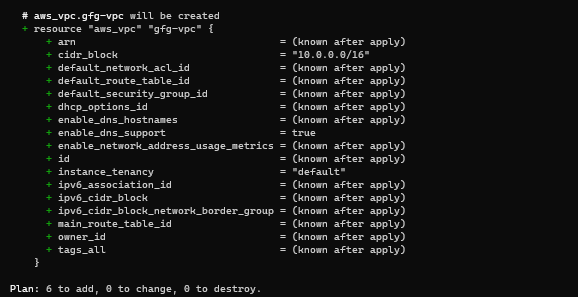 # aws_vpc.gfg-vpc will be created
+ resource "aws_vpc" "gfg-vpc" {
+ arn = (known after apply)
+ cidr_block = "10.0.0.0/16"
+ default_network_acl_id = (known after apply)
+ default_route_table_id = (known after apply)
+ default_security_group_id = (known after apply)
+ dhcp_options_id = (known after apply)
+ enable_dns_hostnames = (known after apply)
+ enable_dns_support = true
+ enable_network_address_usage_metrics = (known after apply)
+ id = (known after apply)
+ instance_tenancy = "default"
+ ipv6_association_id = (known after apply)
+ ipv6_cidr_block = (known after apply)
+ ipv6_cidr_block_network_border_group = (known after apply)
+ main_route_table_id = (known after apply)
+ owner_id = (known after apply)
+ tags_all = (known after apply)
}
Plan: 6 to add, 0 to change, 0 to destroy.